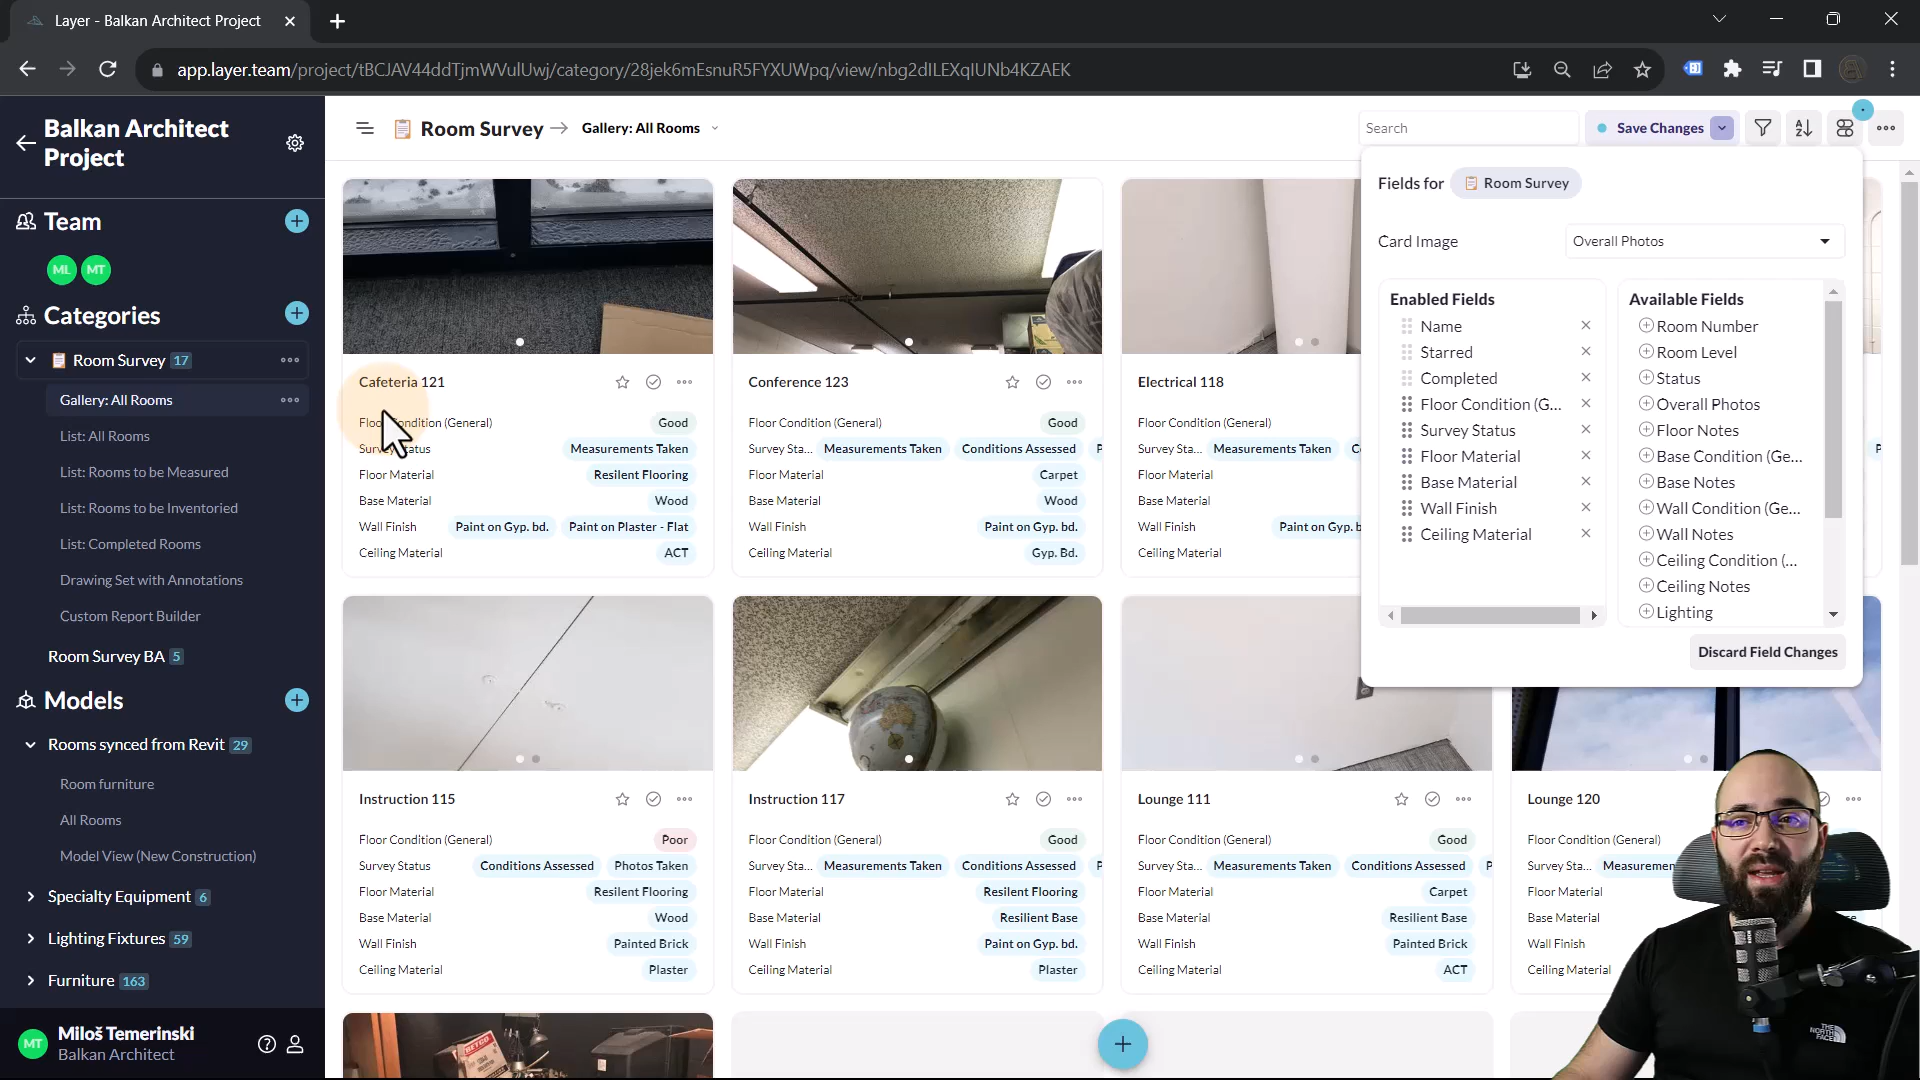 Layer - Balkan Architect Project
app.layer.team/project/tBCJAV44ddTjmWVulUwj/category/28jek6mEsnuR5FYXUWpq/view/nbg2dILEXqIUNb4KZAEK
Balkan Architect
Project
Team
ML MT
Categories
Room Survey 17
Gallery: All Rooms
List: All Rooms
List: Rooms to be Measured
List: Rooms to be Inventoried
List: Completed Rooms
Drawing Set with Annotations
Custom Report Builder
Room Survey BA 5
Models
Rooms synced from Revit 29
Room furniture
All Rooms
Model View (New Construction)
Specialty Equipment 6
Lighting Fixtures 59
Furniture 163
MT
Miloš Temerinski
Balkan Architect
Room Survey
Gallery: All Rooms
Search
Save Changes
Cafeteria 121
Floor Condition (General) Good
Survey Status Measurements Taken
Floor Material Resilent Flooring
Base Material Wood
Wall Finish Paint on Gyp. bd. Paint on Plaster - Flat
Ceiling Material ACT
Conference 123
Floor Condition (General) Good
Survey Sta... Measurements Taken Conditions Assessed P
Floor Material Carpet
Base Material Wood
Wall Finish Paint on Gyp. bd.
Ceiling Material Gyp. Bd.
Electrical 118
Floor Condition (General)
Survey Sta... Measurements Taken Co
Floor Material
Base Material
Wall Finish Paint on Gyp. b
Ceiling Material
Fields for Room Survey
Card Image Overall Photos
Enabled Fields
Name
Starred
Completed
Floor Condition (G...
Survey Status
Floor Material
Base Material
Wall Finish
Ceiling Material
Available Fields
Room Number
Room Level
Status
Overall Photos
Floor Notes
Base Condition (Ge...
Base Notes
Wall Condition (Ge...
Wall Notes
Ceiling Condition (...
Ceiling Notes
Lighting
Discard Field Changes
Instruction 115
Floor Condition (General) Poor
Survey Status Conditions Assessed Photos Taken
Floor Material Resilent Flooring
Base Material Wood
Wall Finish Painted Brick
Ceiling Material Plaster
Instruction 117
Floor Condition (General) Good
Survey Sta... Measurements Taken Conditions Assessed P
Floor Material Resilent Flooring
Base Material Resilient Base
Wall Finish Paint on Gyp. bd.
Ceiling Material Plaster
Lounge 111
Floor Condition (General) Good
Survey Sta... Measurements Taken Conditions Assessed P
Floor Material Carpet
Base Material Resilient Base
Wall Finish Painted Brick
Ceiling Material ACT
Lounge 120
Floor Condition (General)
Survey Sta... Measuremen
Floor Material
Base Material
Wall Finish
Ceiling Material
THE NORTH FACE